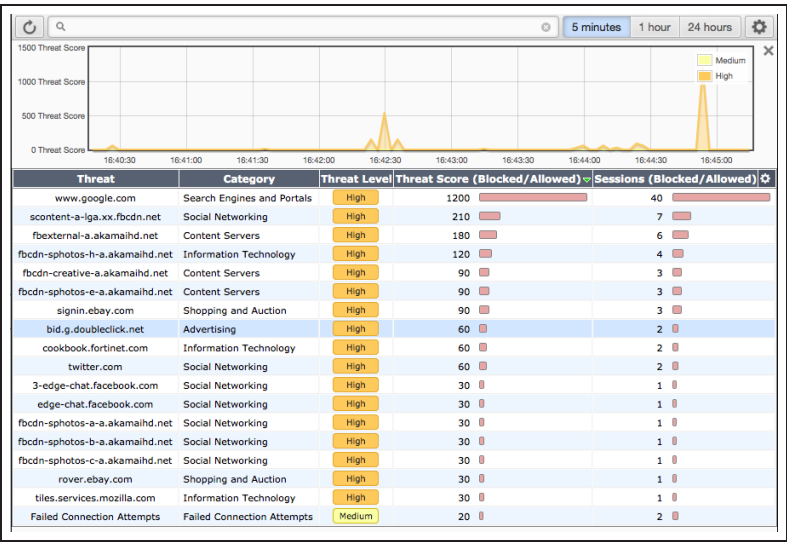 5 minutes 1 hour 24 hours
1500 Threat Score
Medium
High
1000 Threat Score
500 Threat Score
0 Threat Score
16:40:30 16:41:00 16:41:30 16:42:00 16:42:30 16:43:00 16:43:30 16:44:00 16:44:30 16:45:00
Threat Category Threat Level Threat Score (Blocked/Allowed) Sessions (Blocked/Allowed)
www.google.com Search Engines and Portals High 1200 40
scontent-a-lga.xx.fbcdn.net Social Networking High 210 7
fbexternal-a.akamaihd.net Content Servers High 180 6
fbcdn-sphotos-h-a.akamaihd.net Information Technology High 120 4
fbcdn-creative-a.akamaihd.net Content Servers High 90 3
fbcdn-sphotos-e-a.akamaihd.net Content Servers High 90 3
signin.ebay.com Shopping and Auction High 90 3
bid.g.doubleclick.net Advertising High 60 2
cookbook.fortinet.com Information Technology High 60 2
twitter.com Social Networking High 60 2
3-edge-chat.facebook.com Social Networking High 30 1
edge-chat.facebook.com Social Networking High 30 1
fbcdn-sphotos-a-a.akamaihd.net Social Networking High 30 1
fbcdn-sphotos-b-a.akamaihd.net Social Networking High 30 1
fbcdn-sphotos-c-a.akamaihd.net Social Networking High 30 1
rover.ebay.com Shopping and Auction High 30 1
tiles.services.mozilla.com Information Technology High 30 1
Failed Connection Attempts Failed Connection Attempts Medium 20 2